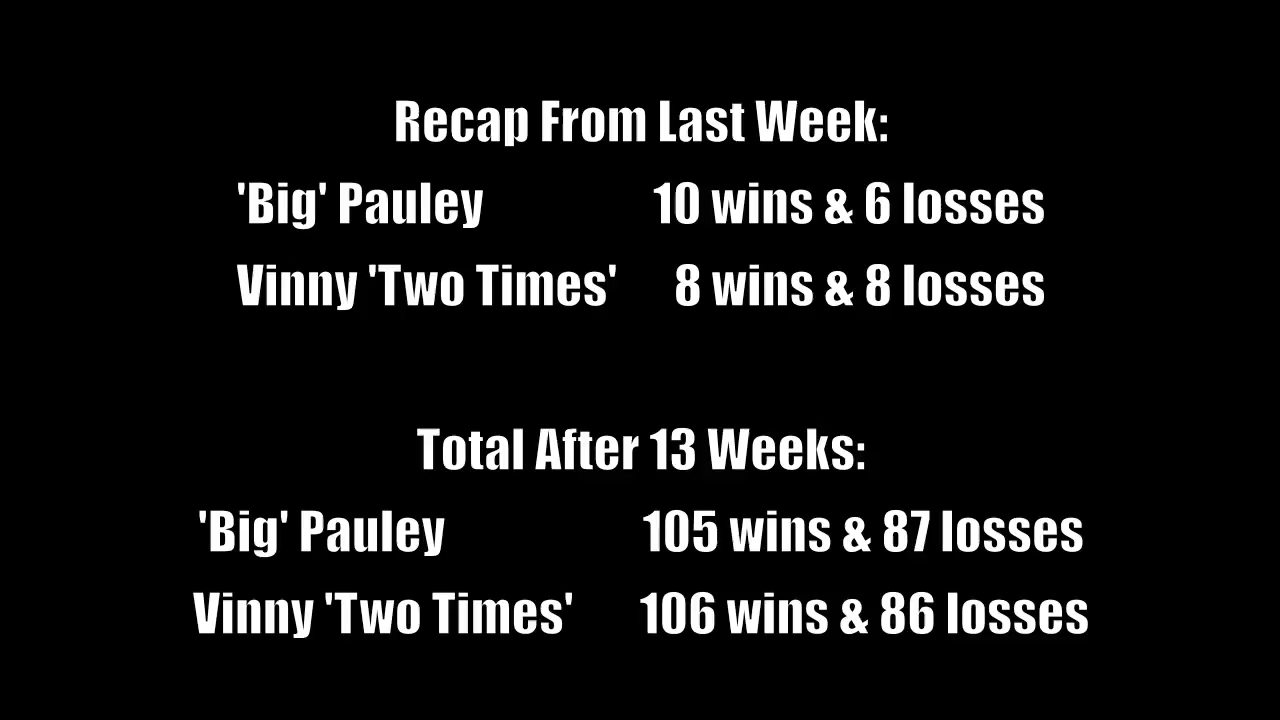 Recap From Last Week:
'Big' Pauley 10 wins & 6 losses
Vinny 'Two Times' 8 wins & 8 losses
Total After 13 Weeks:
'Big' Pauley 105 wins & 87 losses
Vinny 'Two Times' 106 wins & 86 losses